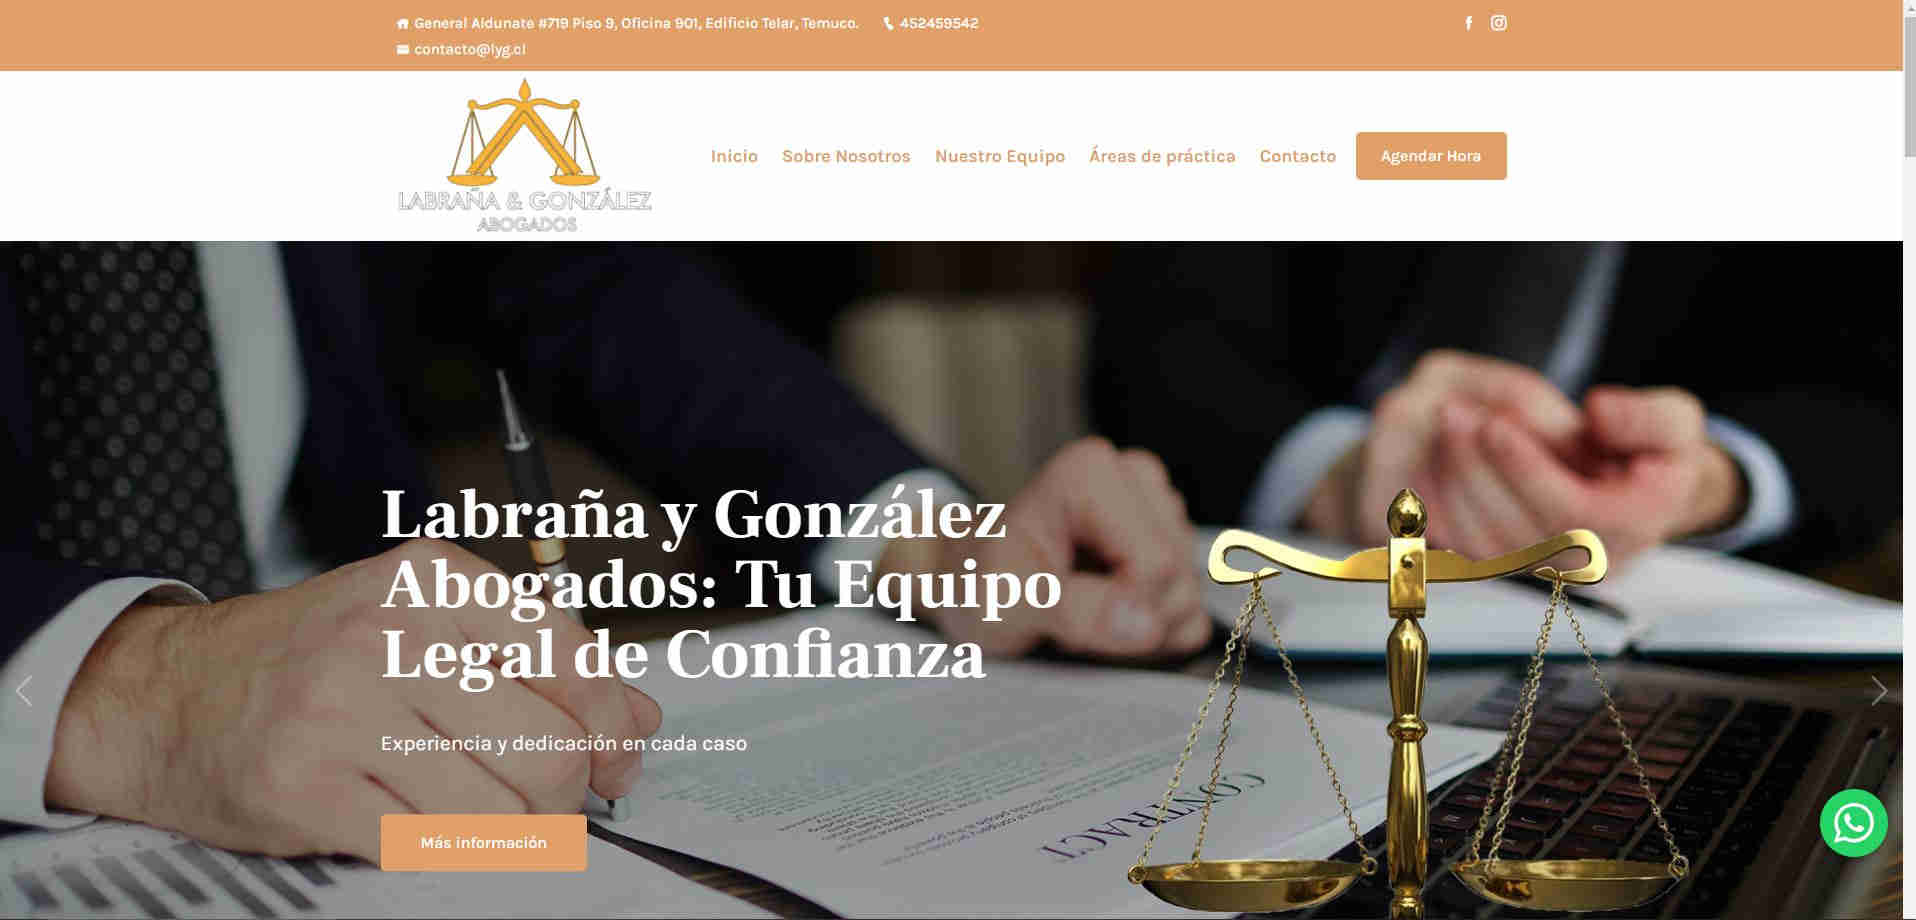 General Aldunate #719 Piso 9, Oficina 901, Edificio Telar, Temuco. 452459542
contacto@lyg.cl
LABRAÑA & GONZÁLEZ
ABOGADOS
Inicio Sobre Nosotros Nuestro Equipo Áreas de práctica Contacto Agendar Hora
Labraña y González
Abogados: Tu Equipo
Legal de Confianza
Experiencia y dedicación en cada caso
Más información
CONTRACT